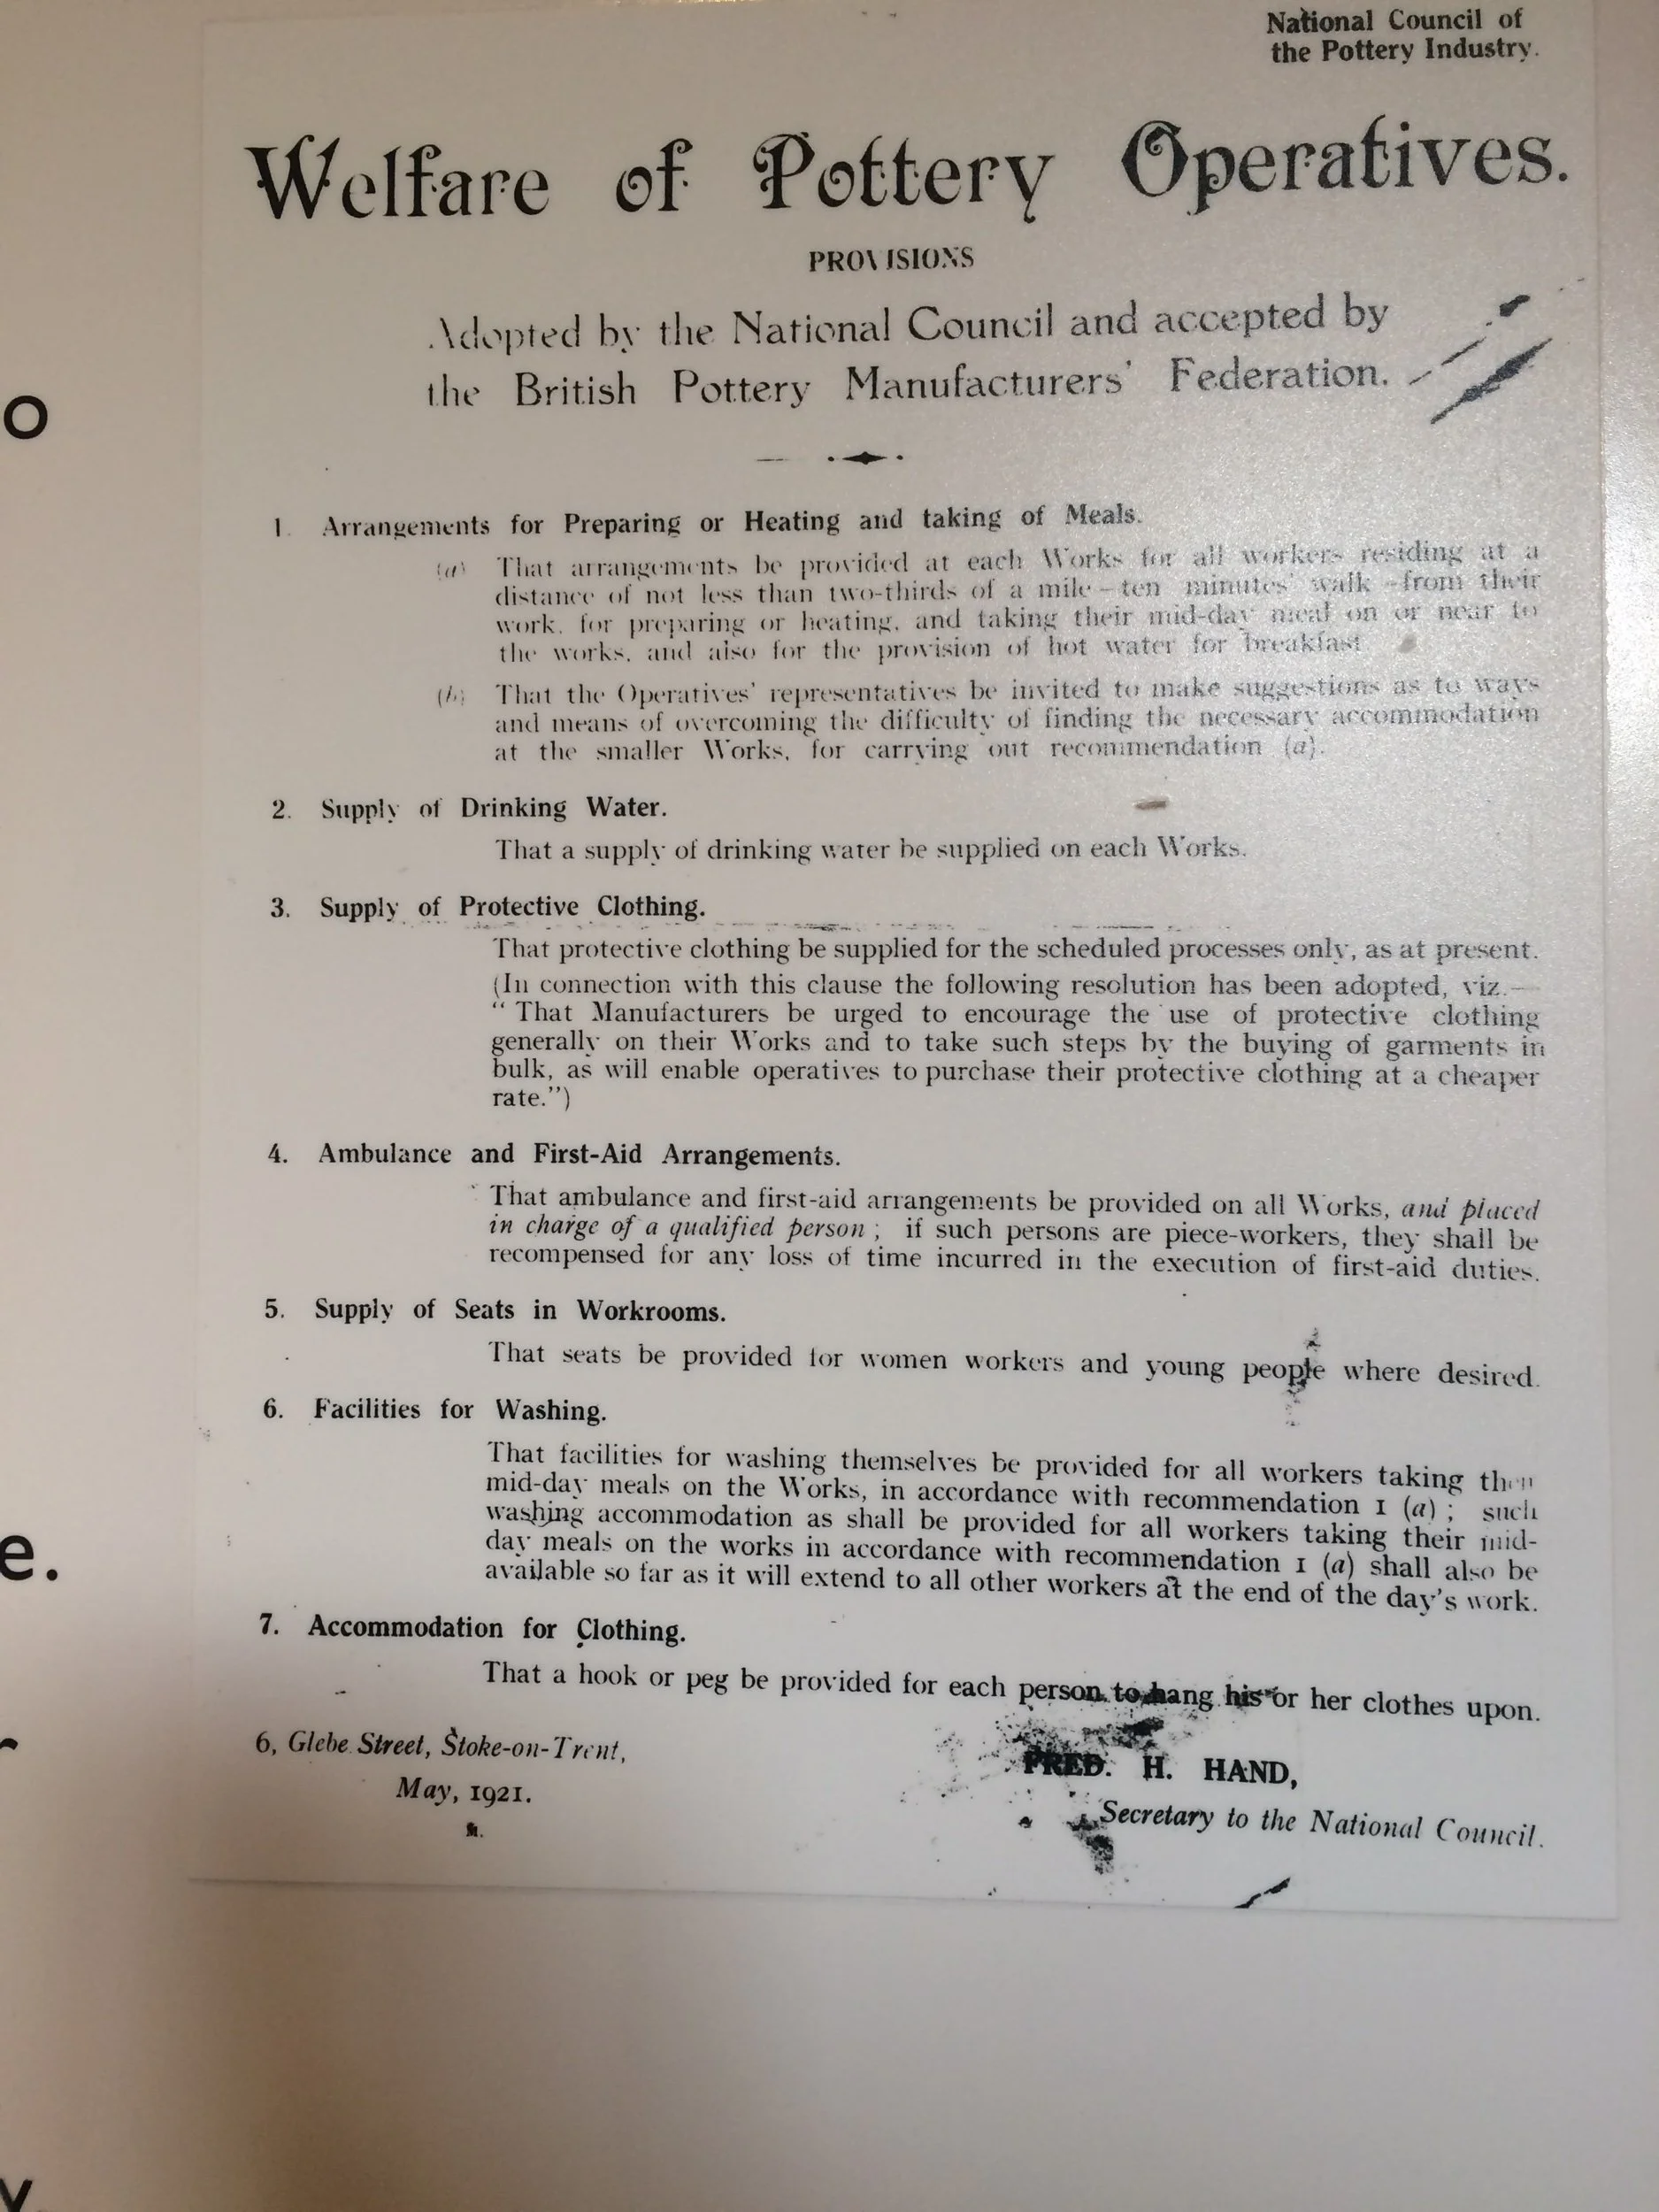 National Council of
the Pottery Industry.
Welfare of Pottery Operatives.
PROVISIONS
Adopted by the National Council and accepted by
the British Pottery Manufacturers' Federation.
1. Arrangements for Preparing or Heating and taking of Meals.
(a) That arrangements be provided at each Works for all workers residing at a
distance of not less than two-thirds of a mile—ten minutes' walk—from their
work, for preparing or heating, and taking their mid-day meal on or near to
the works, and also for the provision of hot water for breakfast
(b) That the Operatives' representatives be invited to make suggestions as to ways
and means of overcoming the difficulty of finding the necessary accommodation
at the smaller Works, for carrying out recommendation (a).
2. Supply of Drinking Water.
That a supply of drinking water be supplied on each Works.
3. Supply of Protective Clothing.
That protective clothing be supplied for the scheduled processes only, as at present.
(In connection with this clause the following resolution has been adopted, viz.—
“ That Manufacturers be urged to encourage the use of protective clothing
generally on their Works and to take such steps by the buying of garments in
bulk, as will enable operatives to purchase their protective clothing at a cheaper
rate.”)
4. Ambulance and First-Aid Arrangements.
That ambulance and first-aid arrangements be provided on all Works, and placed
in charge of a qualified person ; if such persons are piece-workers, they shall be
recompensed for any loss of time incurred in the execution of first-aid duties.
5. Supply of Seats in Workrooms.
That seats be provided for women workers and young people where desired.
6. Facilities for Washing.
That facilities for washing themselves be provided for all workers taking their
mid-day meals on the Works, in accordance with recommendation 1 (a) ; such
washing accommodation as shall be provided for all workers taking their mid-
day meals on the works in accordance with recommendation 1 (a) shall also be
available so far as it will extend to all other workers at the end of the day's work.
7. Accommodation for Clothing.
That a hook or peg be provided for each person to hang his or her clothes upon.
6, Glebe Street, Stoke-on-Trent,
May, 1921.
FRED. H. HAND,
Secretary to the National Council.
o
e.
y